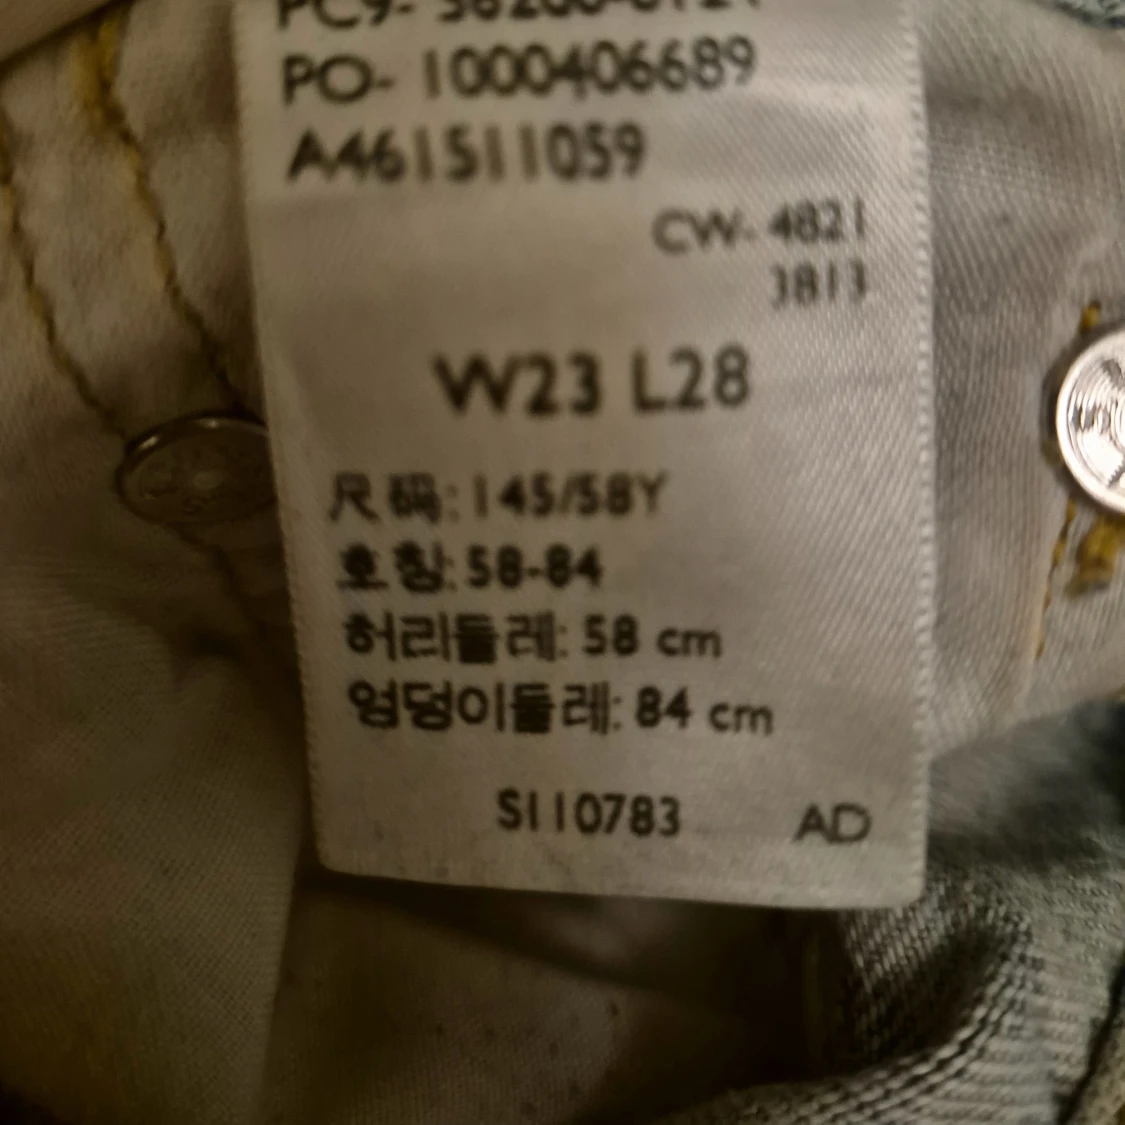 PO- 1000406689
A461511059
CW- 4821
3813
W23 L28
尺码: 145/58Y
호칭: 58-84
허리둘레: 58 cm
엉덩이둘레: 84 cm
S110783 AD